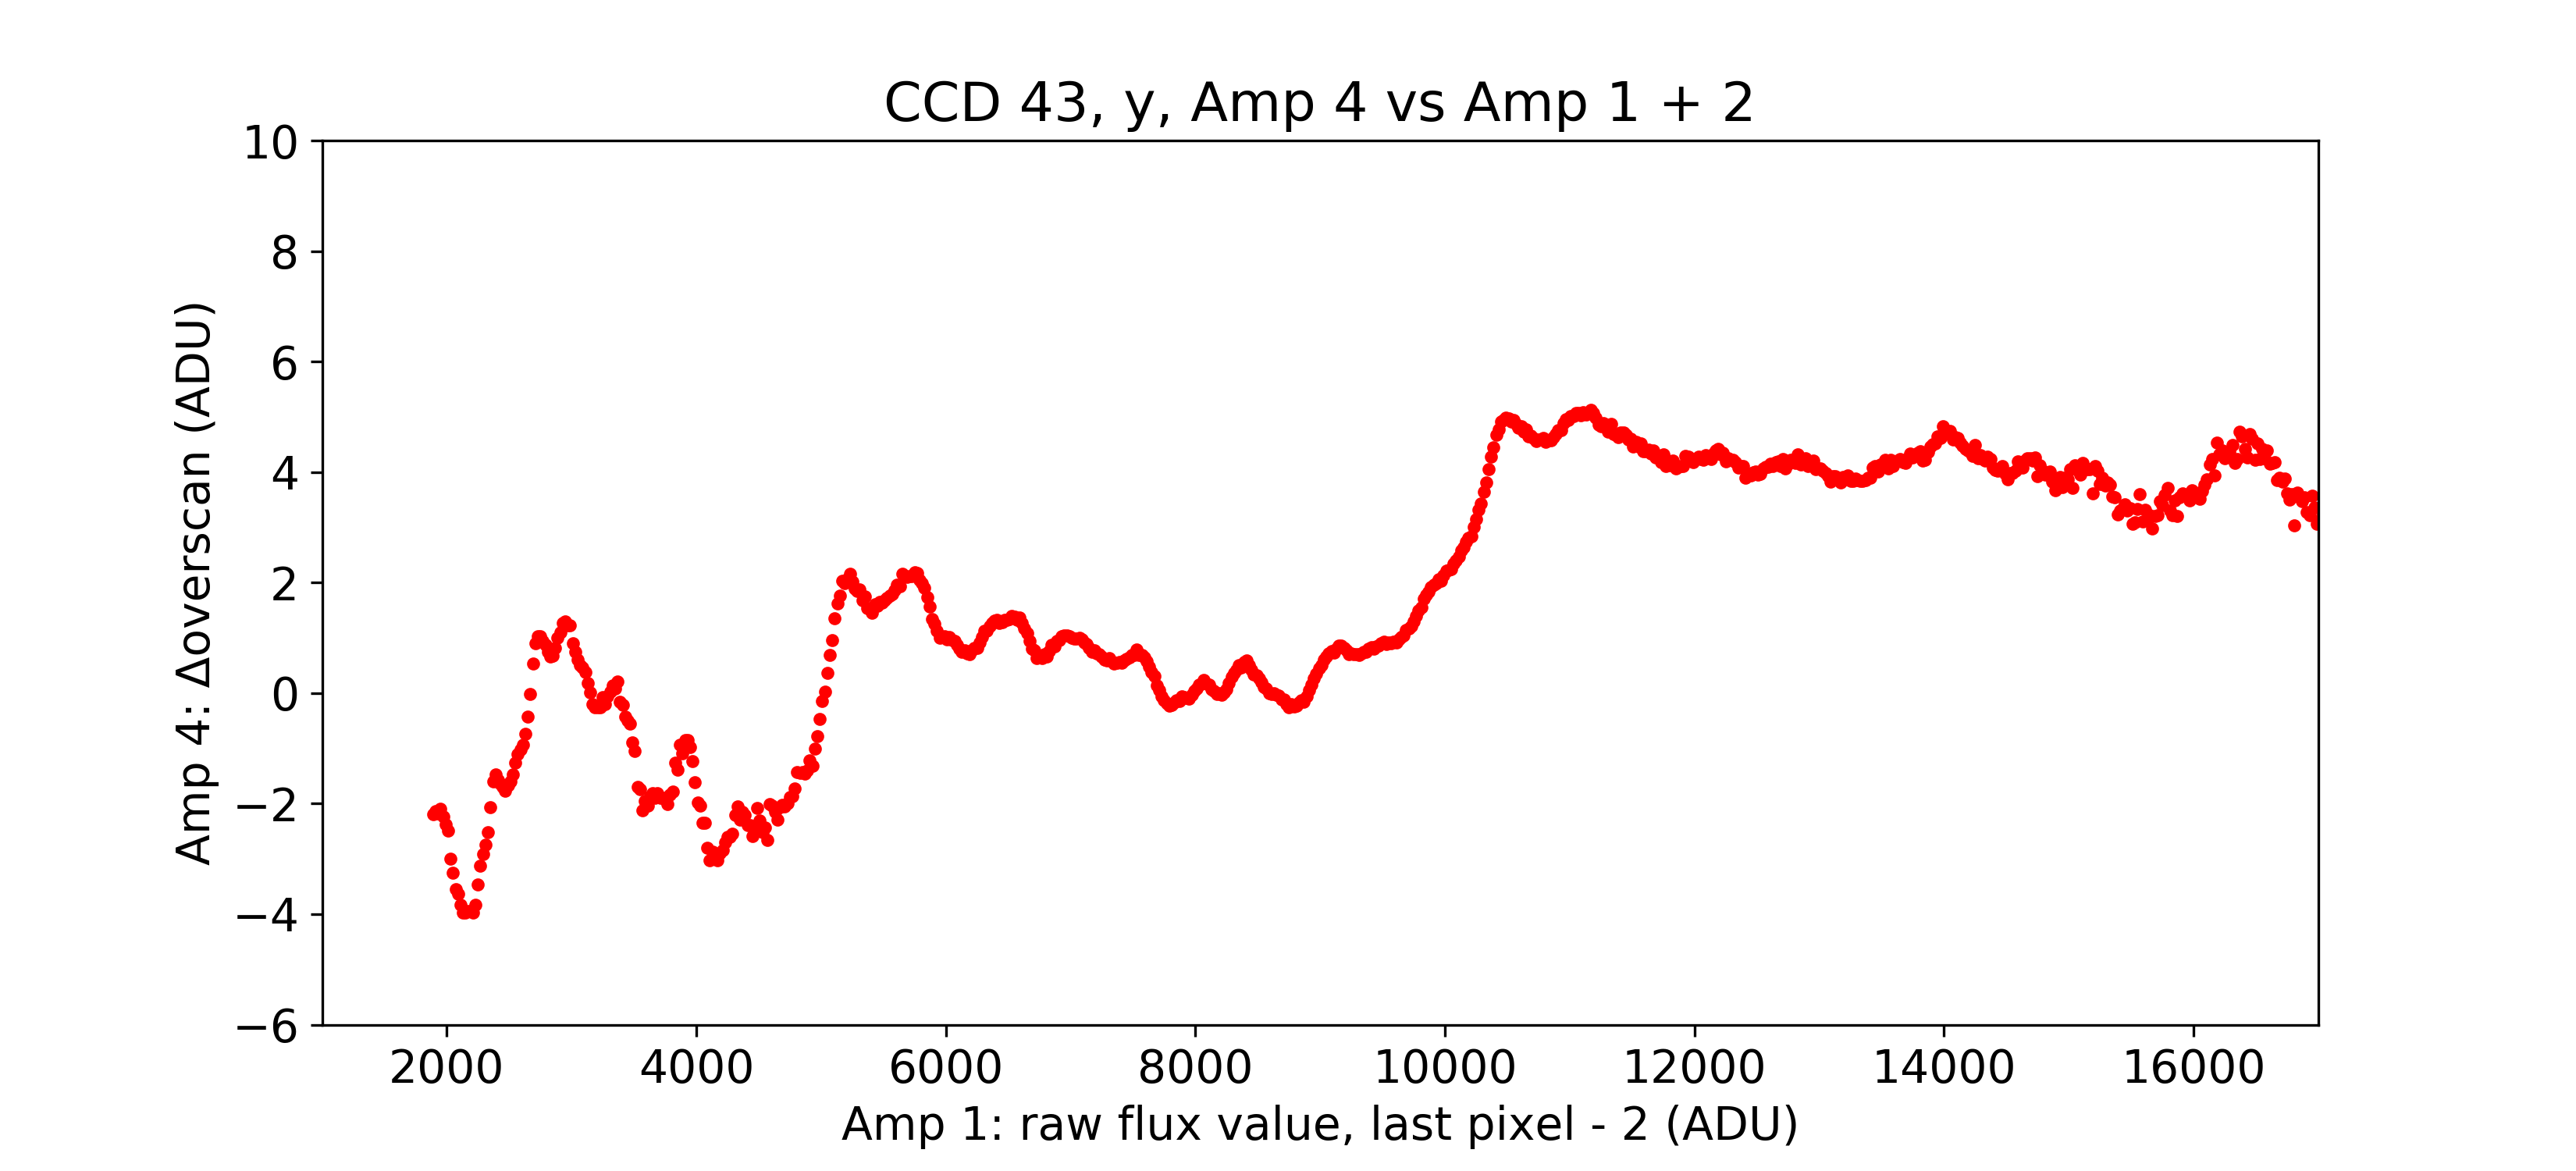 CCD 43, y, Amp 4 vs Amp 1 + 2
10
8
6
4
2
0
−2
−4
−6
Amp 4: Δoverscan (ADU)
2000 4000 6000 8000 10000 12000 14000 16000
Amp 1: raw flux value, last pixel - 2 (ADU)